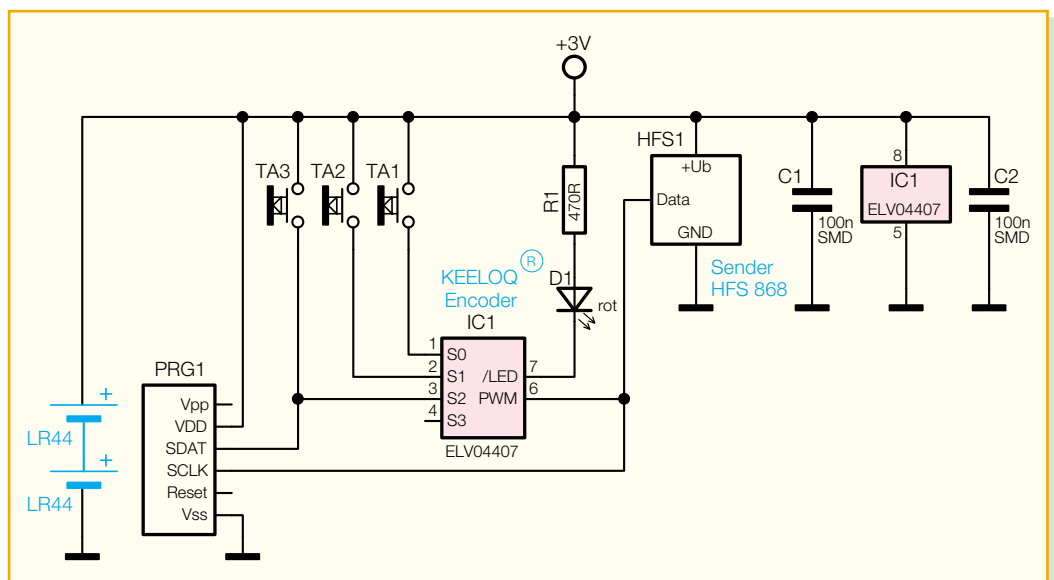 +3V
HFS1
+Ub
Data
GND
Sender
HFS 868
TA3
TA2
TA1
R1
470R
D1
rot
C1
100n
SMD
8
IC1
ELV04407
5
C2
100n
SMD
KEELOQ ®
Encoder
IC1
1
S0
2
S1
3
S2
4
S3
/LED
7
PWM
6
ELV04407
PRG1
Vpp
VDD
SDAT
SCLK
Reset
Vss
+
LR44
+
LR44